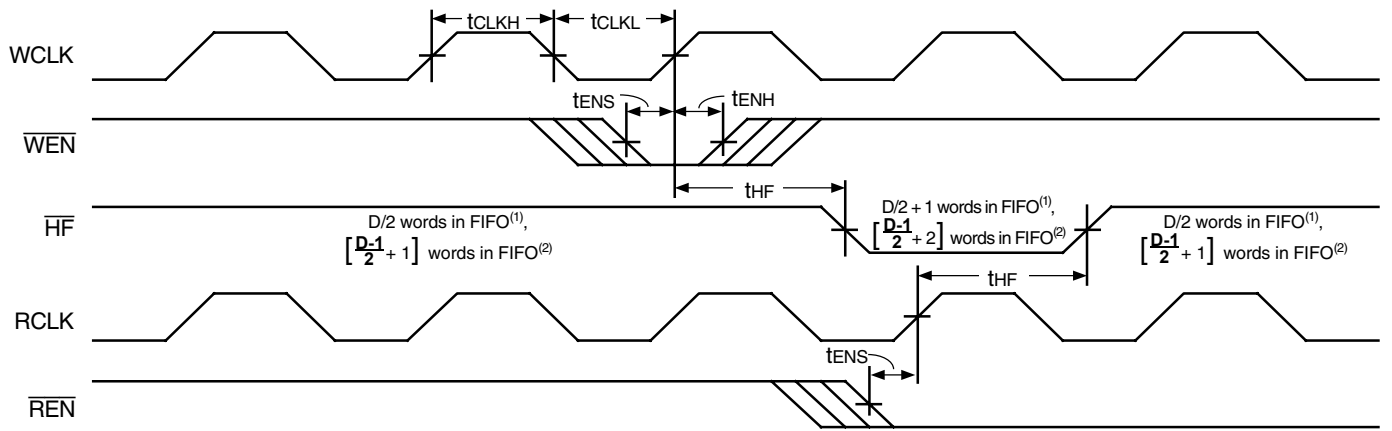 tCLKH tCLKL
WCLK
tENS tENH
WEN
tHF
HF
D/2 words in FIFO(1),
[D-1/2 + 1] words in FIFO(2)
D/2 + 1 words in FIFO(1),
[D-1/2 + 2] words in FIFO(2)
D/2 words in FIFO(1),
[D-1/2 + 1] words in FIFO(2)
tHF
RCLK
tENS
REN